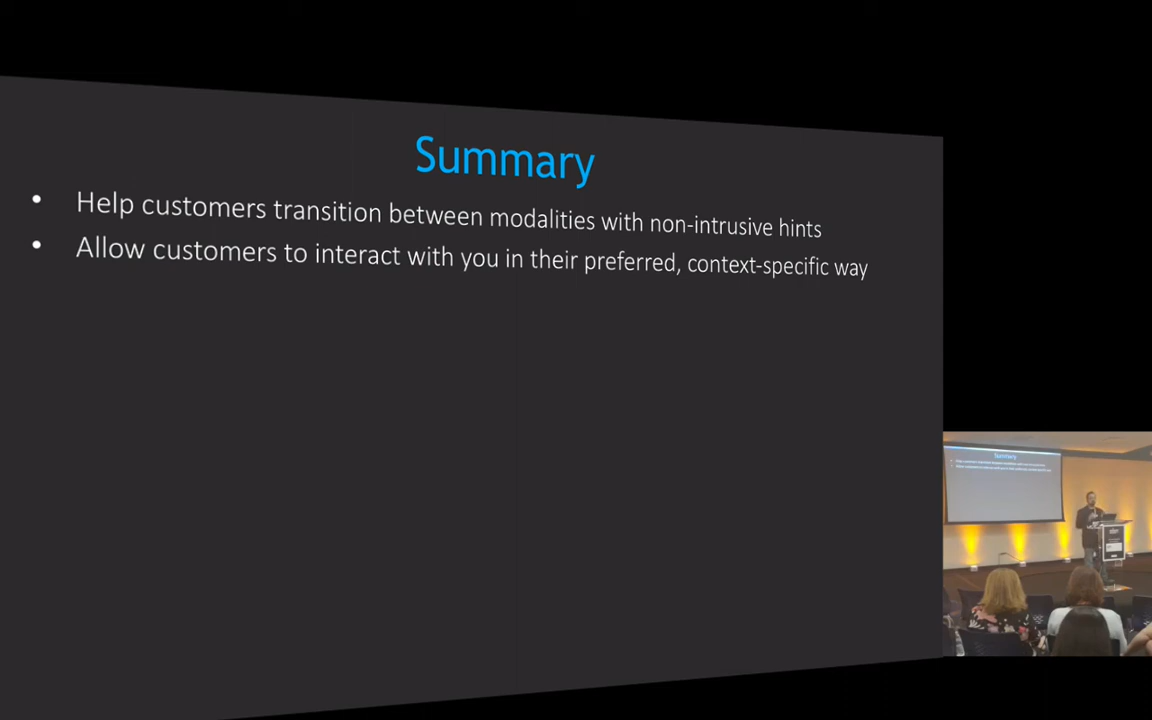 Summary
• Help customers transition between modalities with non-intrusive hints
• Allow customers to interact with you in their preferred, context-specific way
Summary